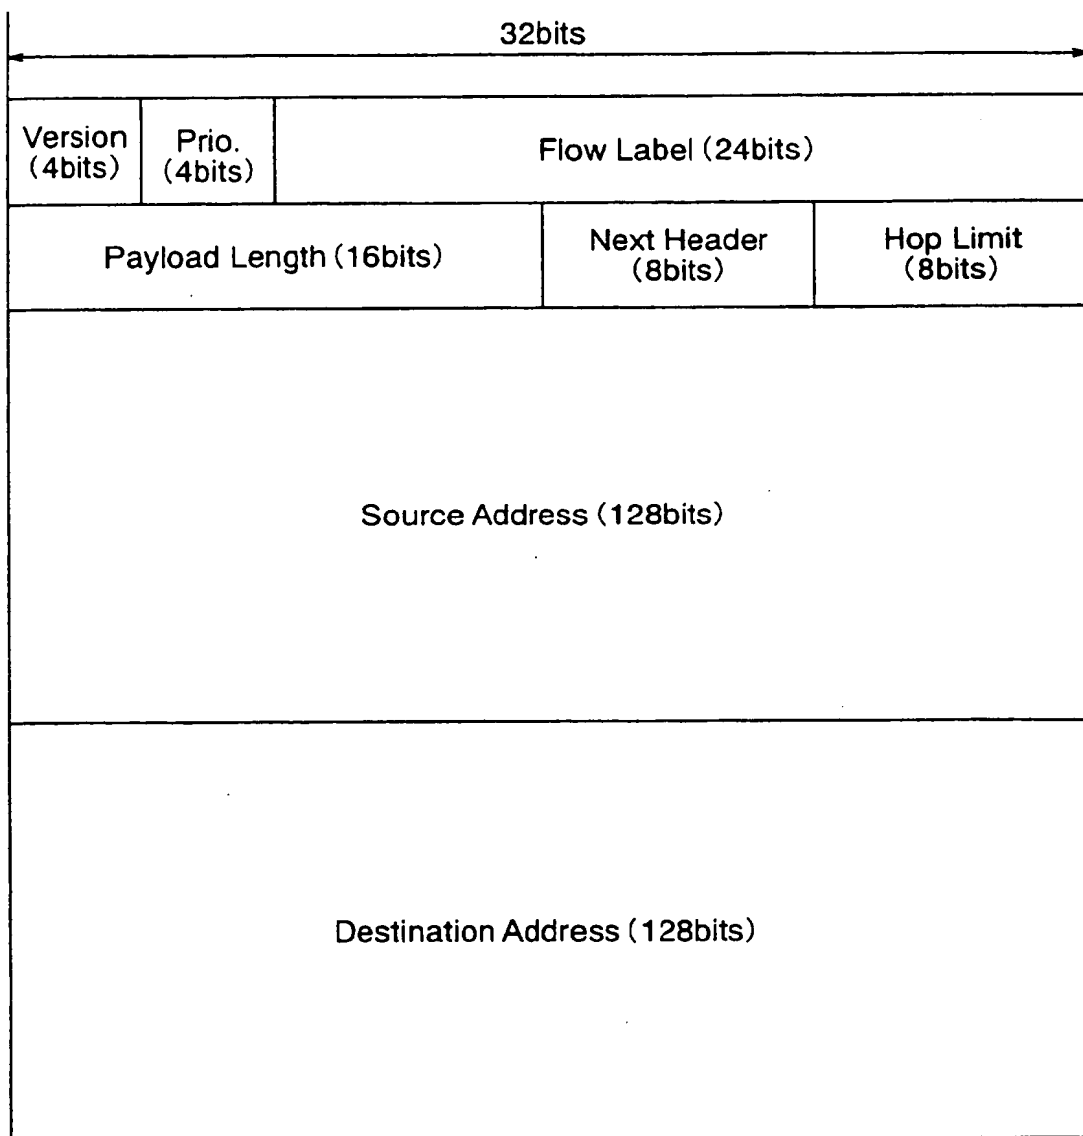 32bits
Version
(4bits)
Prio.
(4bits)
Flow Label (24bits)
Payload Length (16bits)
Next Header
(8bits)
Hop Limit
(8bits)
Source Address (128bits)
Destination Address (128bits)